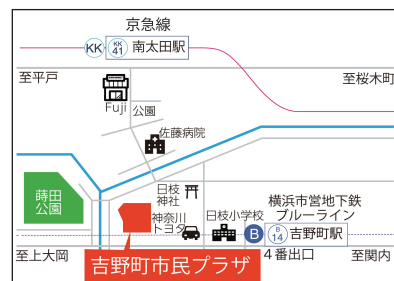 京急線
KK
KK
41
南太田駅
至平戸
至桜木町
Fuji
公園
佐藤病院
蒔田
公園
日枝
神社
神奈川
トヨタ
日枝小学校
横浜市営地下鉄
ブルーライン
B
B
14
吉野町駅
至上大岡
4番出口
至関内
吉野町市民プラザ